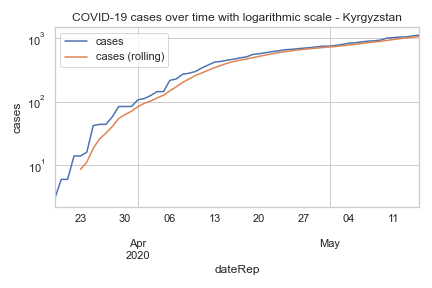 COVID-19 cases over time with logarithmic scale - Kyrgyzstan
cases
cases (rolling)
10³
10²
10¹
cases
23 30 06 13 20 27 04 11
Apr May
2020
dateRep